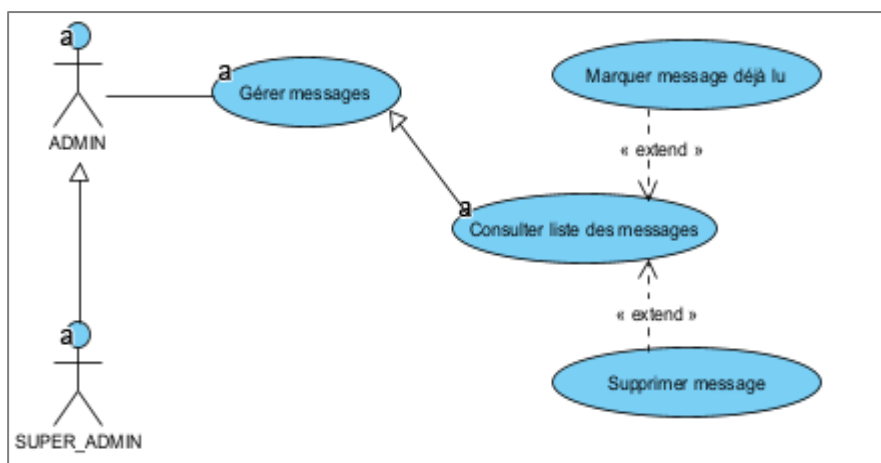 a
ADMIN
a
Gérer messages
Marquer message déjà lu
« extend »
a
Consulter liste des messages
« extend »
Supprimer message
a
SUPER_ADMIN